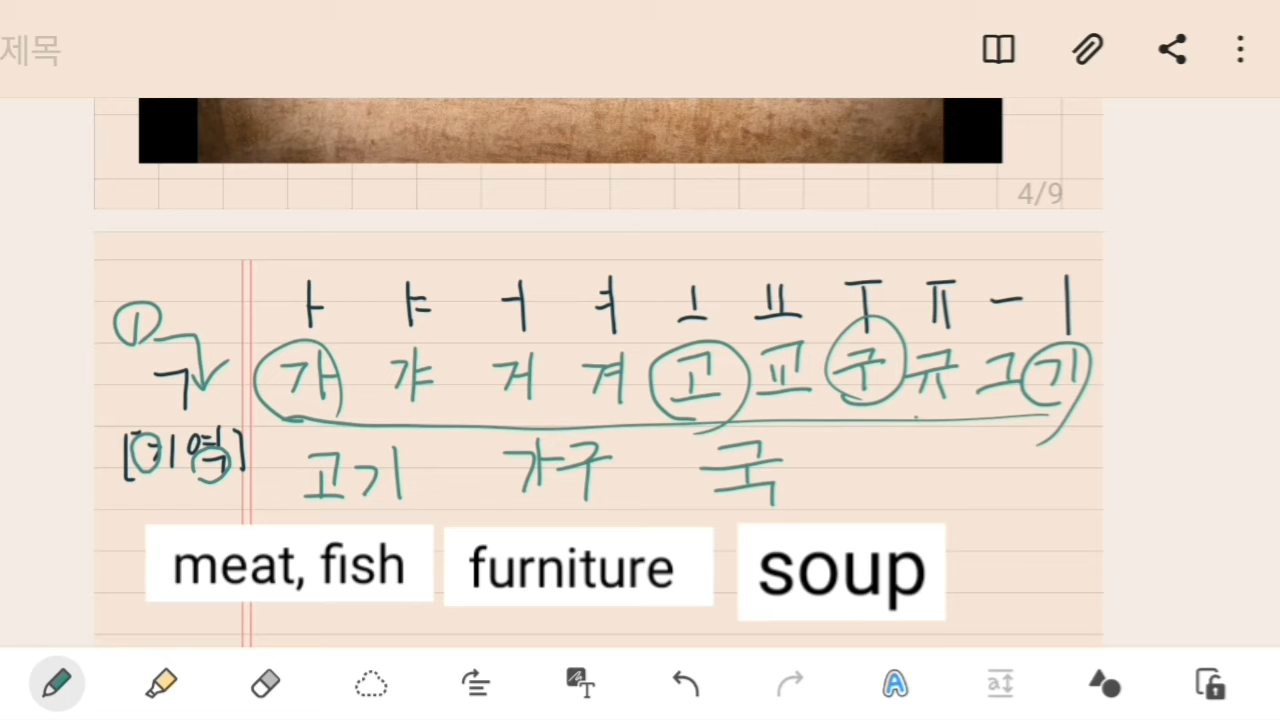 제목
4/9
ㅏ ㅑ ㅓ ㅕ ㅗ ㅛ ㅜ ㅠ ㅡ ㅣ
①
ㄱ 가 갸 거 겨 고 교 구 규 그 기
[기역] 고기 가구 국
meat, fish furniture soup